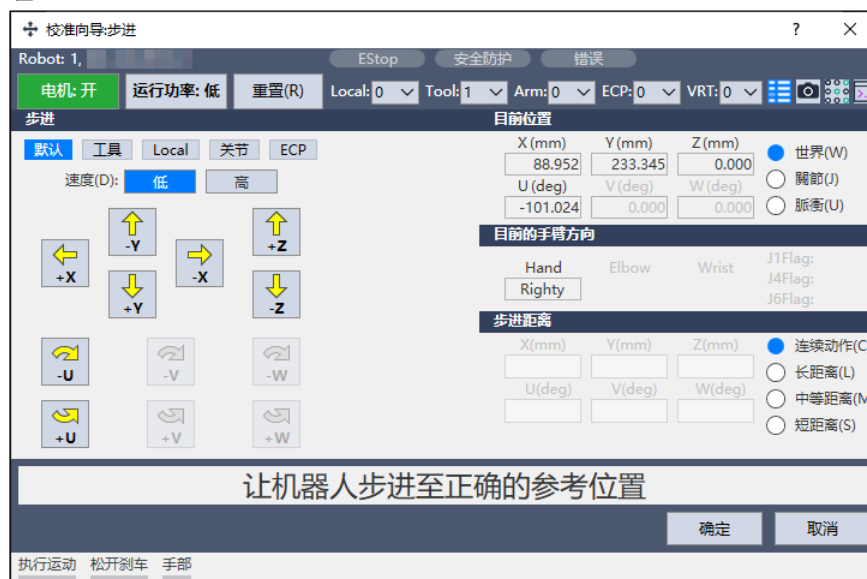 校准向导:步进
?
Robot: 1,
EStop 安全防护 错误
电机: 开 运行功率: 低 重置(R) Local: 0 Tool: 1 Arm: 0 ECP: 0 VRT: 0
步进
默认 工具 Local 关节 ECP
速度(D): 低 高
-Y
+Z
+X
-X
+Y
-Z
-U -V -W
+U +V +W
目前位置
X (mm) Y (mm) Z (mm)
88.952 233.345 0.000
U (deg) V (deg) W (deg)
-101.024 0.000 0.000
世界(W)
關節(J)
脈衝(U)
目前的手臂方向
Hand Elbow Wrist
Righty
J1Flag:
J4Flag:
J6Flag:
步进距离
X(mm) Y(mm) Z(mm)
U(deg) V(deg) W(deg)
连续动作(C
长距离(L)
中等距离(M
短距离(S)
让机器人步进至正确的参考位置
确定 取消
执行运动 松开刹车 手部